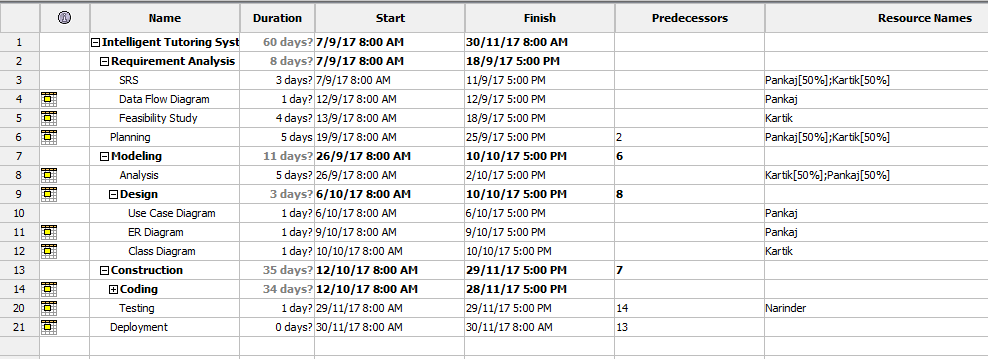 Name Duration Start Finish Predecessors Resource Names
1 Intelligent Tutoring Syst 60 days? 7/9/17 8:00 AM 30/11/17 8:00 AM
2 Requirement Analysis 8 days? 7/9/17 8:00 AM 18/9/17 5:00 PM
3 SRS 3 days? 7/9/17 8:00 AM 11/9/17 5:00 PM Pankaj[50%];Kartik[50%]
4 Data Flow Diagram 1 day? 12/9/17 8:00 AM 12/9/17 5:00 PM Pankaj
5 Feasibility Study 4 days? 13/9/17 8:00 AM 18/9/17 5:00 PM Kartik
6 Planning 5 days 19/9/17 8:00 AM 25/9/17 5:00 PM 2 Pankaj[50%];Kartik[50%]
7 Modeling 11 days? 26/9/17 8:00 AM 10/10/17 5:00 PM 6
8 Analysis 5 days? 26/9/17 8:00 AM 2/10/17 5:00 PM Kartik[50%];Pankaj[50%]
9 Design 3 days? 6/10/17 8:00 AM 10/10/17 5:00 PM 8
10 Use Case Diagram 1 day? 6/10/17 8:00 AM 6/10/17 5:00 PM Pankaj
11 ER Diagram 1 day? 9/10/17 8:00 AM 9/10/17 5:00 PM Pankaj
12 Class Diagram 1 day? 10/10/17 8:00 AM 10/10/17 5:00 PM Kartik
13 Construction 35 days? 12/10/17 8:00 AM 29/11/17 5:00 PM 7
14 Coding 34 days? 12/10/17 8:00 AM 28/11/17 5:00 PM
20 Testing 1 day? 29/11/17 8:00 AM 29/11/17 5:00 PM 14 Narinder
21 Deployment 0 days? 30/11/17 8:00 AM 30/11/17 8:00 AM 13